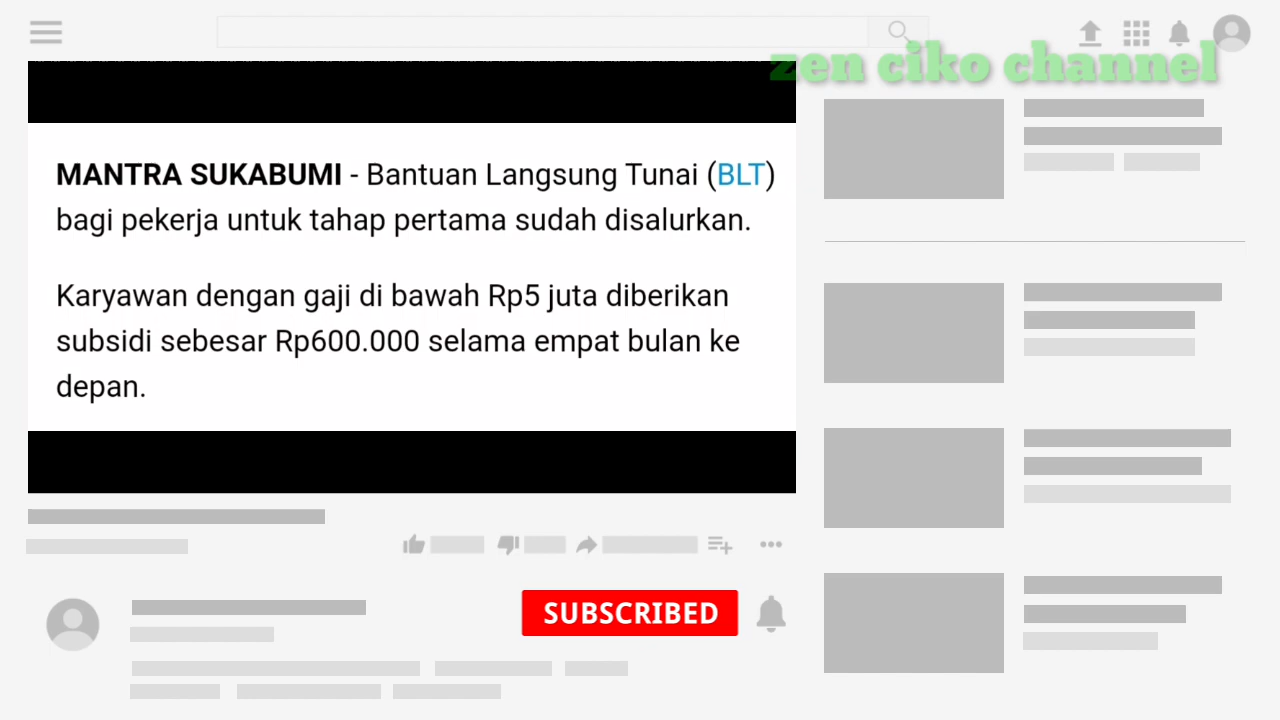 zen ciko channel
MANTRA SUKABUMI - Bantuan Langsung Tunai (BLT)
bagi pekerja untuk tahap pertama sudah disalurkan.
Karyawan dengan gaji di bawah Rp5 juta diberikan
subsidi sebesar Rp600.000 selama empat bulan ke
depan.
SUBSCRIBED